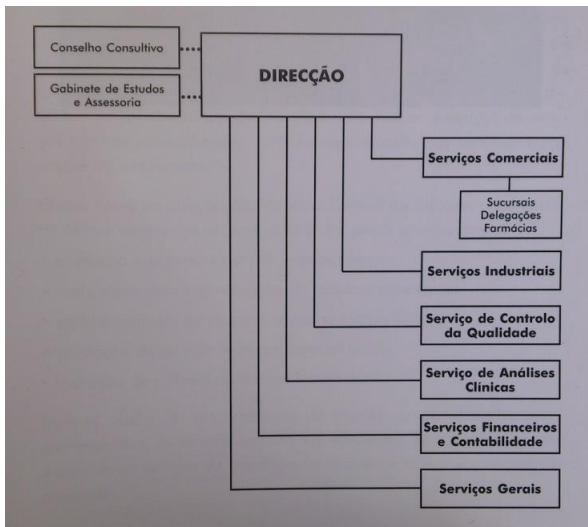 Conselho Consultivo
Gabinete de Estudos
e Assessoria
DIRECÇÃO
Serviços Comerciais
Sucursais
Delegações
Farmácias
Serviços Industriais
Serviço de Controlo
da Qualidade
Serviço de Análises
Clínicas
Serviços Financeiros
e Contabilidade
Serviços Gerais